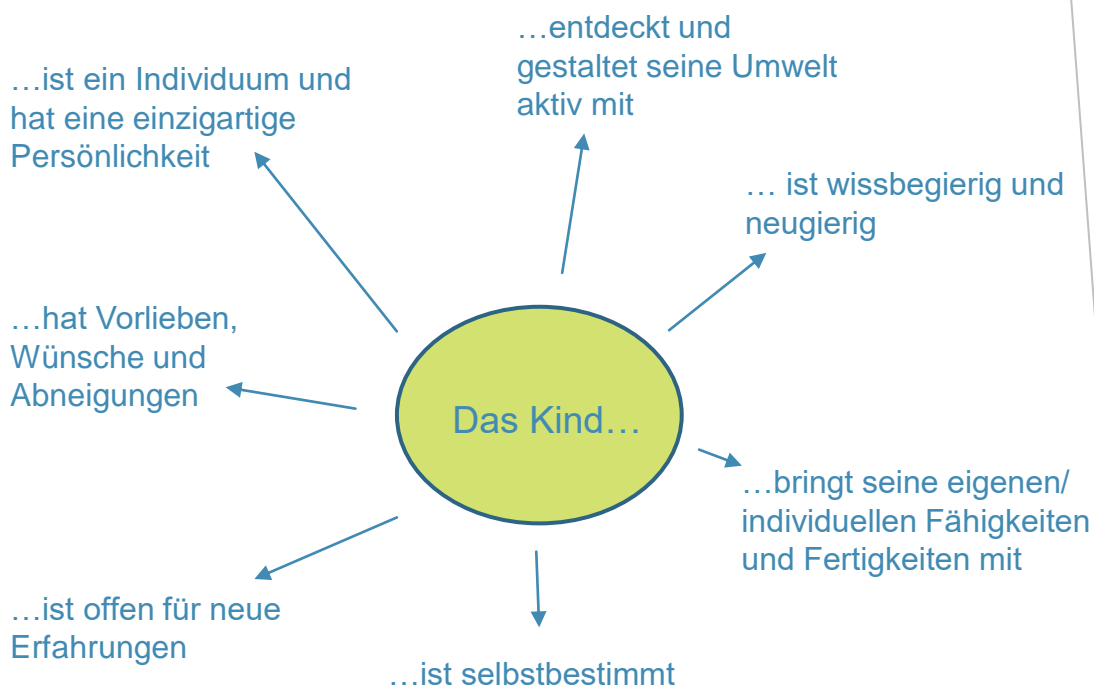 …entdeckt und
gestaltet seine Umwelt
aktiv mit
…ist ein Individuum und
hat eine einzigartige
Persönlichkeit
… ist wissbegierig und
neugierig
…hat Vorlieben,
Wünsche und
Abneigungen
Das Kind…
…bringt seine eigenen/
individuellen Fähigkeiten
und Fertigkeiten mit
…ist offen für neue
Erfahrungen
…ist selbstbestimmt